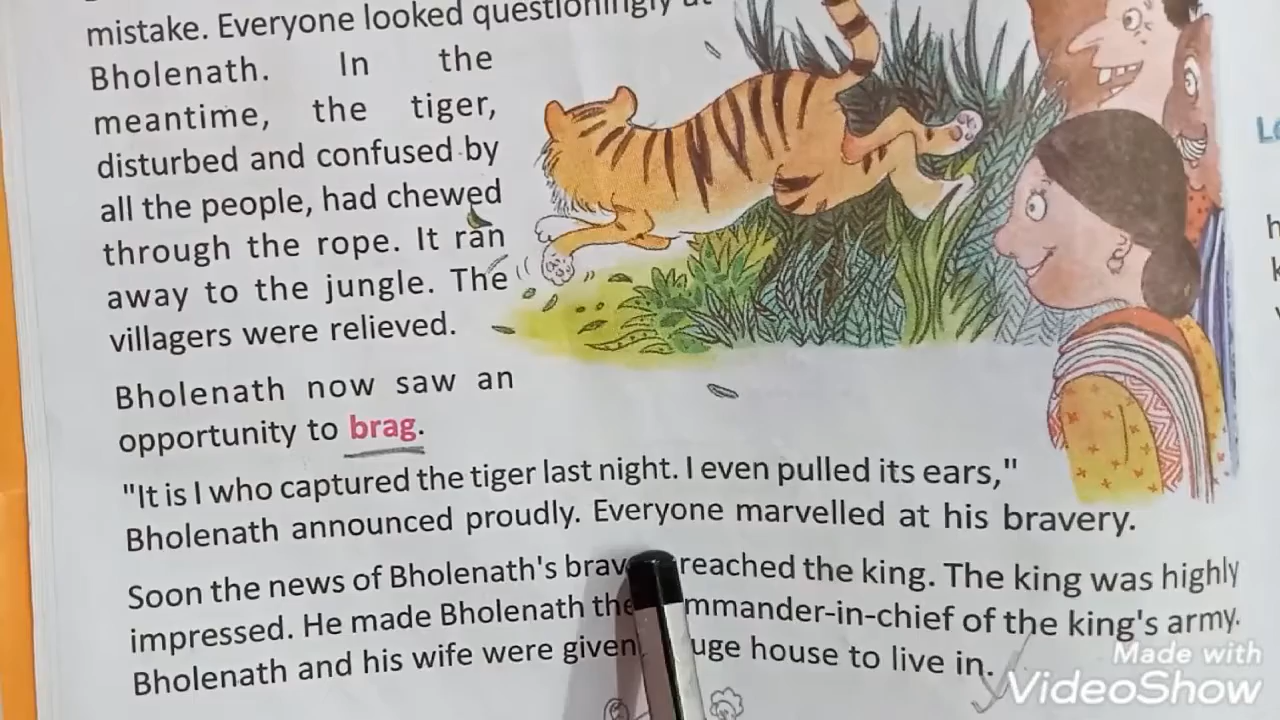 mistake. Everyone looked questioningly at
Bholenath. In the
meantime, the tiger,
disturbed and confused by
all the people, had chewed
through the rope. It ran
away to the jungle. The
villagers were relieved.
Bholenath now saw an
opportunity to brag.
"It is I who captured the tiger last night. I even pulled its ears,"
Bholenath announced proudly. Everyone marvelled at his bravery.
Soon the news of Bholenath's brav reached the king. The king was highly
impressed. He made Bholenath the mmander-in-chief of the king's army.
Bholenath and his wife were given uge house to live in.
Made with
VideoShow